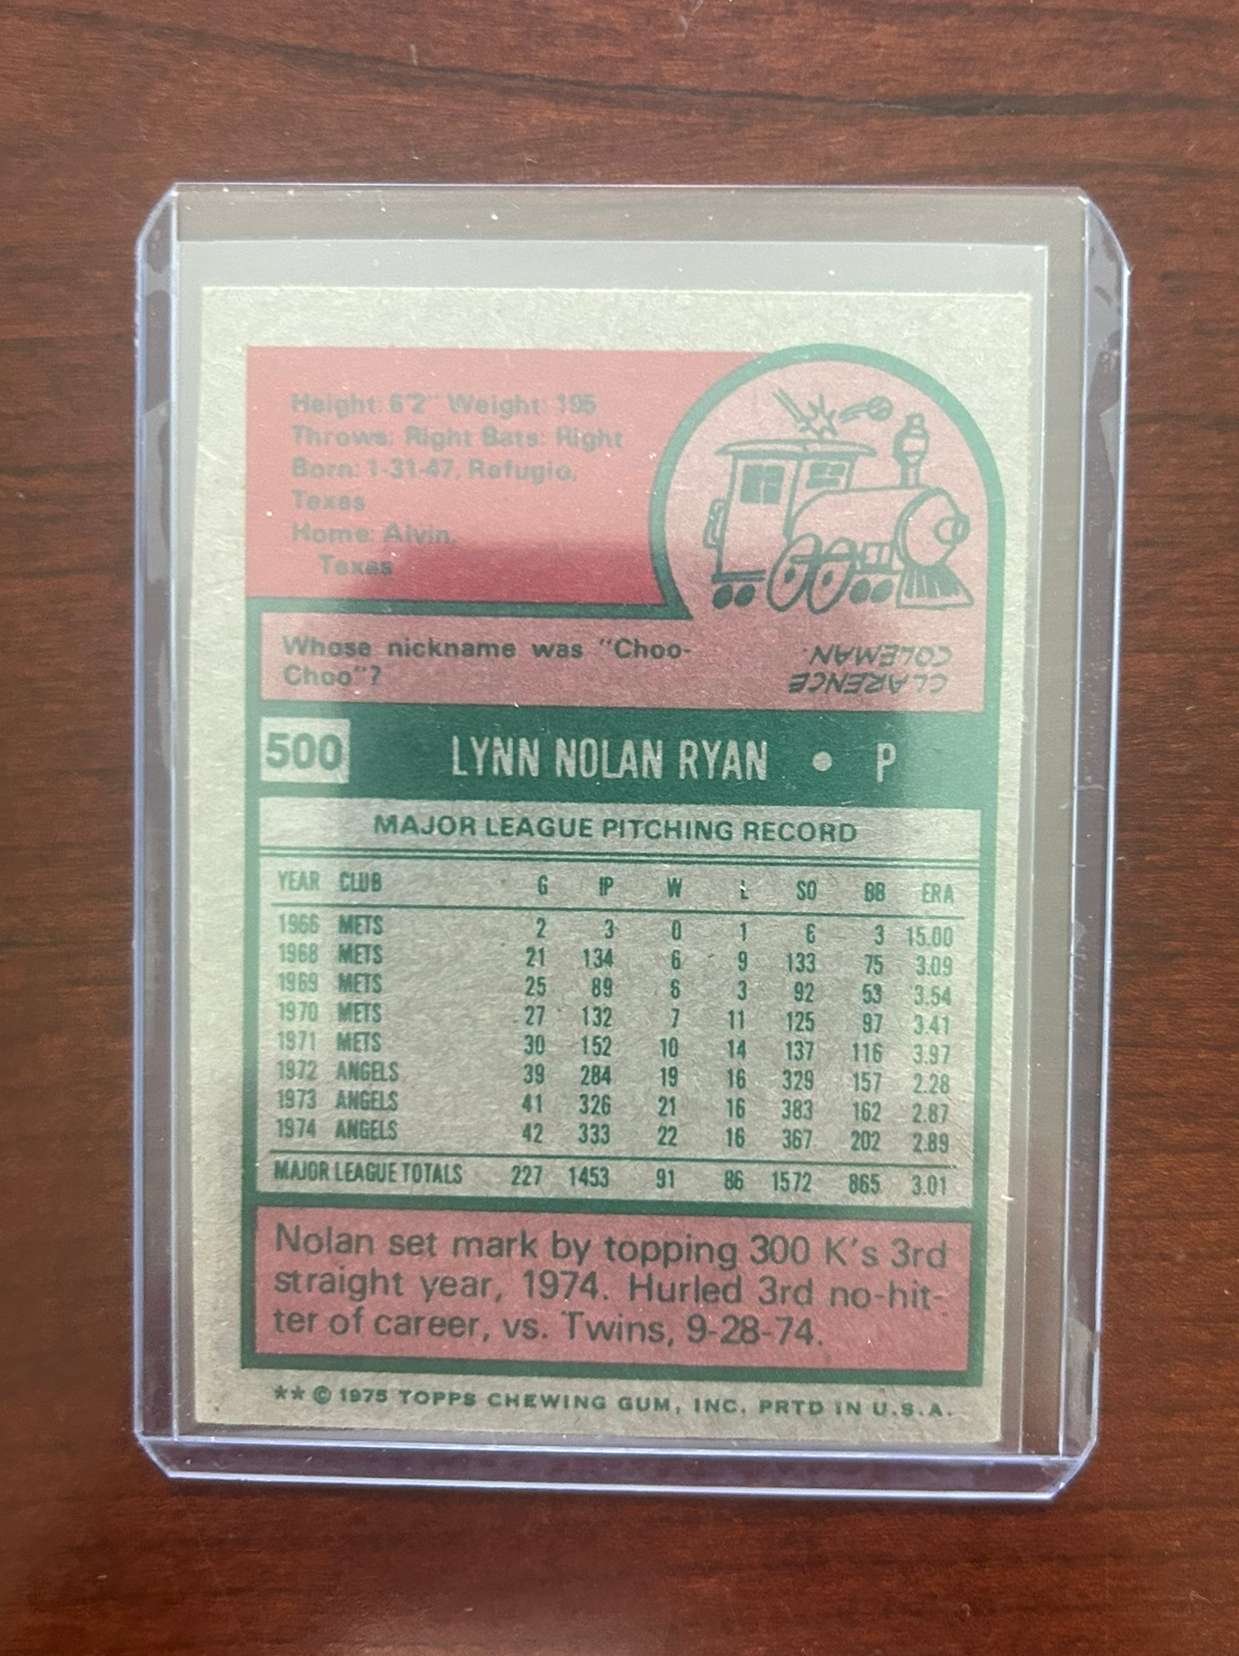 Height: 6'2" Weight: 195
Throws: Right Bats: Right
Born: 1-31-47, Refugio,
Texas
Home: Alvin,
Texas
Whose nickname was "Choo-
Choo"?
CLARENCE
COLEMAN.
500 LYNN NOLAN RYAN • P
MAJOR LEAGUE PITCHING RECORD
YEAR CLUB G IP W L SO BB ERA
1966 METS 2 3 0 1 6 3 15.00
1968 METS 21 134 6 9 133 75 3.09
1969 METS 25 89 6 3 92 53 3.54
1970 METS 27 132 7 11 125 97 3.41
1971 METS 30 152 10 14 137 116 3.97
1972 ANGELS 39 284 19 16 329 157 2.28
1973 ANGELS 41 326 21 16 383 162 2.87
1974 ANGELS 42 333 22 16 367 202 2.89
MAJOR LEAGUE TOTALS 227 1453 91 86 1572 865 3.01
Nolan set mark by topping 300 K's 3rd
straight year, 1974. Hurled 3rd no-hit-
ter of career, vs. Twins, 9-28-74.
** © 1975 TOPPS CHEWING GUM, INC. PRTD IN U.S.A.